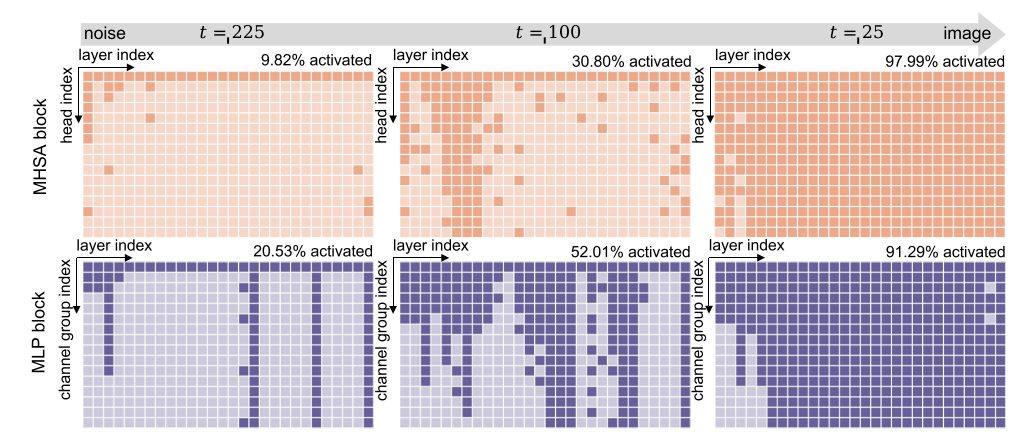 noise t = 225 t = 100 t = 25 image
layer index 9.82% activated layer index 30.80% activated layer index 97.99% activated
head index head index head index
MHSA block
layer index 20.53% activated layer index 52.01% activated layer index 91.29% activated
channel group index channel group index channel group index
MLP block